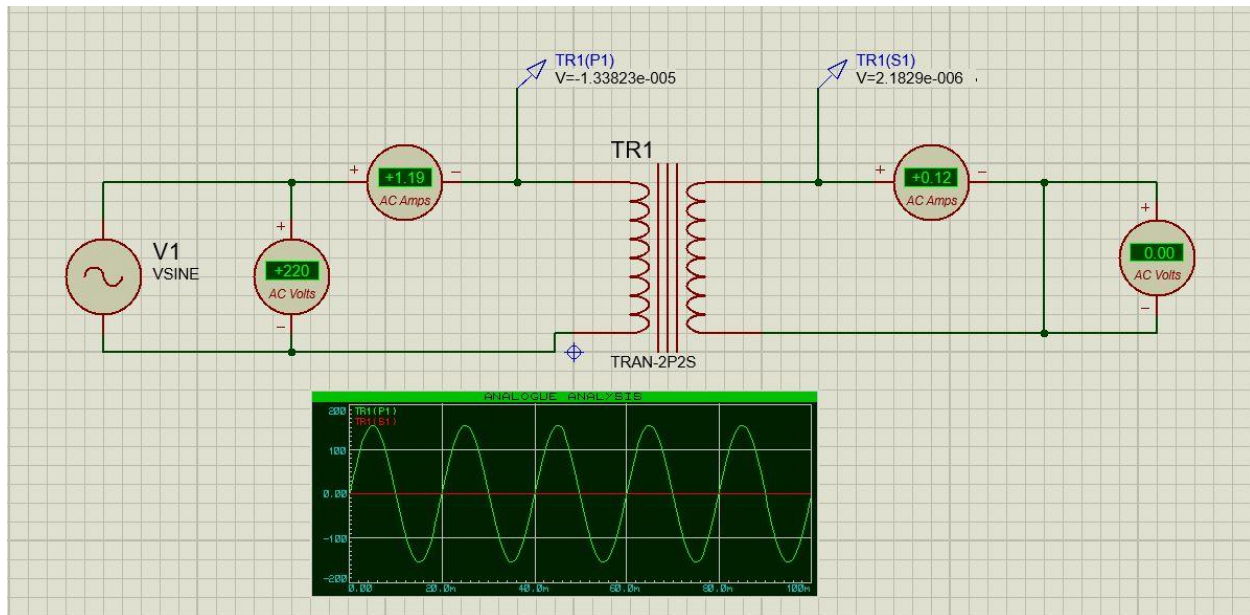 TR1(P1)
V=-1.33823e-005
TR1(S1)
V=2.1829e-006
TR1
+
+1.19
AC Amps
−
+
+0.12
AC Amps
−
V1
VSINE
+
+220
AC Volts
−
+
0.00
AC Volts
−
TRAN-2P2S
ANALOGUE ANALYSIS
TR1(P1)
TR1(S1)
200
100
0.00
-100
-200
0.00 20.0m 40.0m 60.0m 80.0m 100m